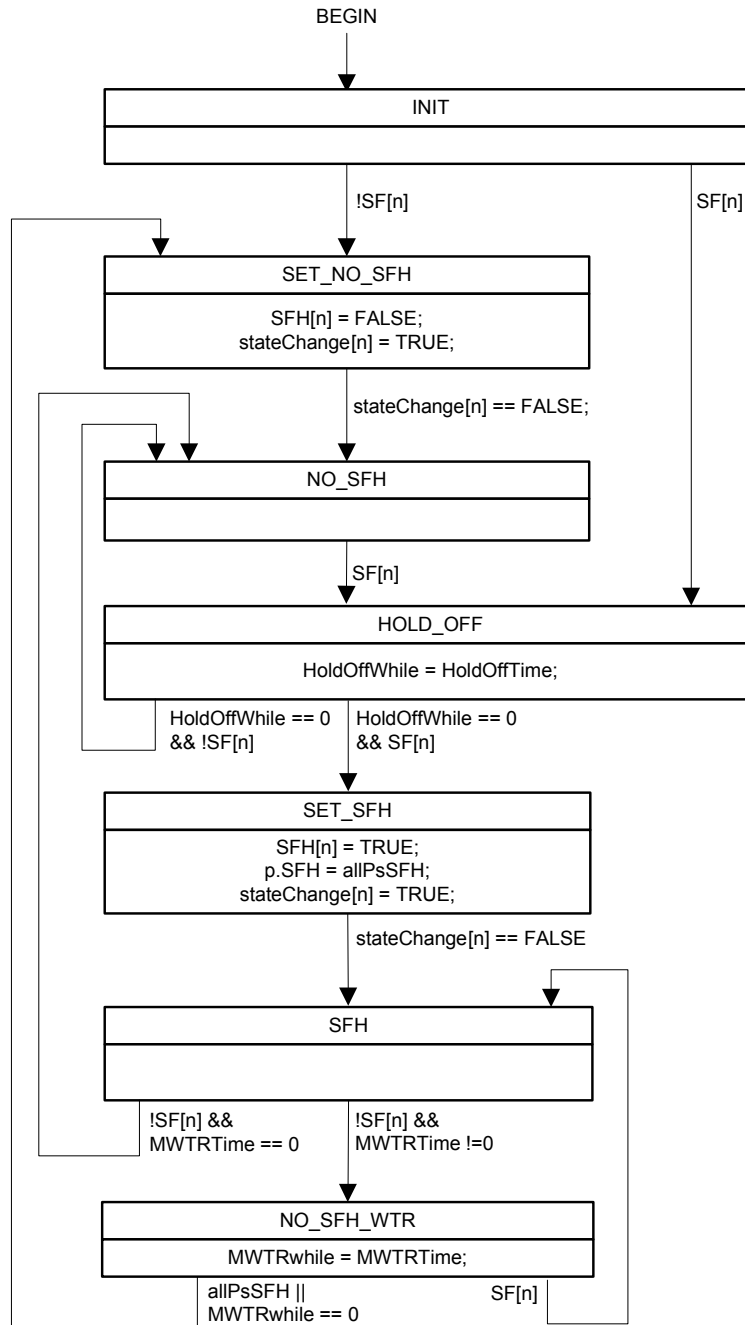 BEGIN
INIT
!SF[n]
SF[n]
SET_NO_SFH
SFH[n] = FALSE;
stateChange[n] = TRUE;
stateChange[n] == FALSE;
NO_SFH
SF[n]
HOLD_OFF
HoldOffWhile = HoldOffTime;
HoldOffWhile == 0
&& !SF[n]
HoldOffWhile == 0
&& SF[n]
SET_SFH
SFH[n] = TRUE;
p.SFH = allPsSFH;
stateChange[n] = TRUE;
stateChange[n] == FALSE
SFH
!SF[n] &&
MWTRTime == 0
!SF[n] &&
MWTRTime !=0
NO_SFH_WTR
MWTRwhile = MWTRTime;
allPsSFH ||
MWTRwhile == 0
SF[n]